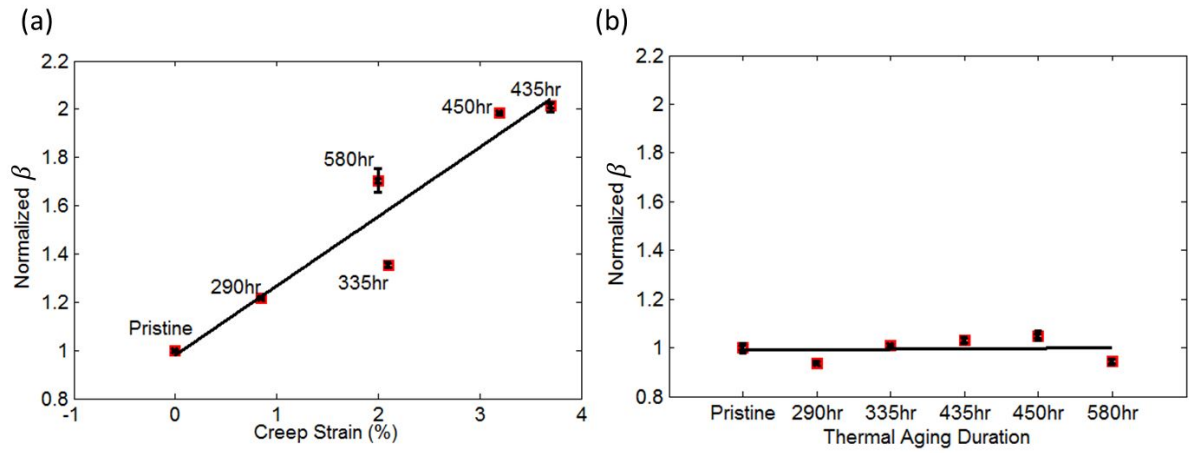 (a)
2.2
2
1.8
1.6
1.4
1.2
1
0.8
Normalized β
Pristine
290hr
580hr
335hr
450hr
435hr
-1 0 1 2 3 4
Creep Strain (%)
(b)
2.2
2
1.8
1.6
1.4
1.2
1
0.8
Normalized β
Pristine 290hr 335hr 435hr 450hr 580hr
Thermal Aging Duration